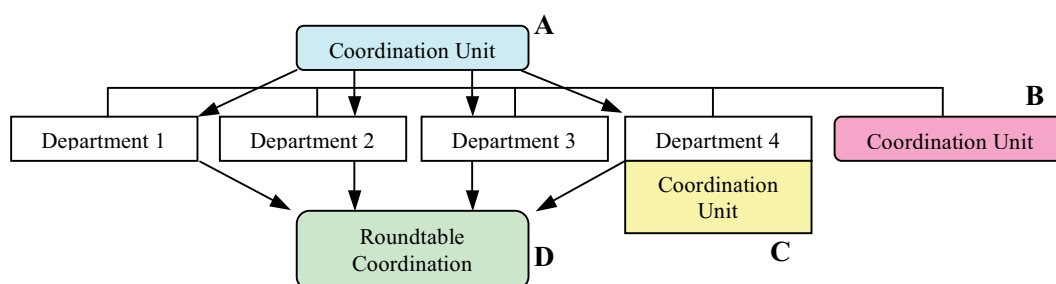 A
Coordination Unit
B
Department 1
Department 2
Department 3
Department 4
Coordination Unit
Coordination
Unit
C
Roundtable
Coordination
D